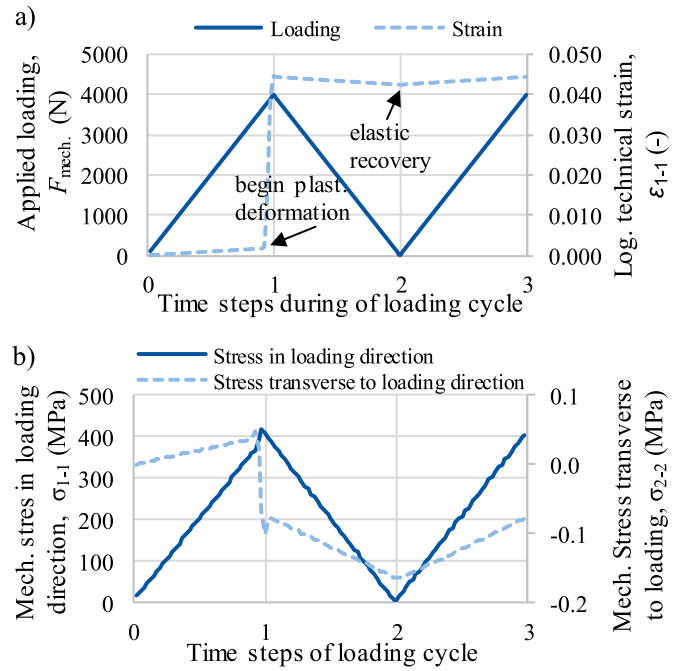 a)
Loading Strain
Applied loading,
Fmech. (N)
5000
4000
3000
2000
1000
0
0.050
0.040
0.030
0.020
0.010
0.000
Log. technical strain,
ε1-1 (-)
elastic
recovery
begin plast.
deformation
0 1 2 3
Time steps during of loading cycle
b)
Stress in loading direction
Stress transverse to loading direction
Mech. stres in loading
direction, σ1-1 (MPa)
500
400
300
200
100
0
0.1
0.0
-0.1
-0.2
Mech. Stress transverse
to loading, σ2-2 (MPa)
0 1 2 3
Time steps of loading cycle